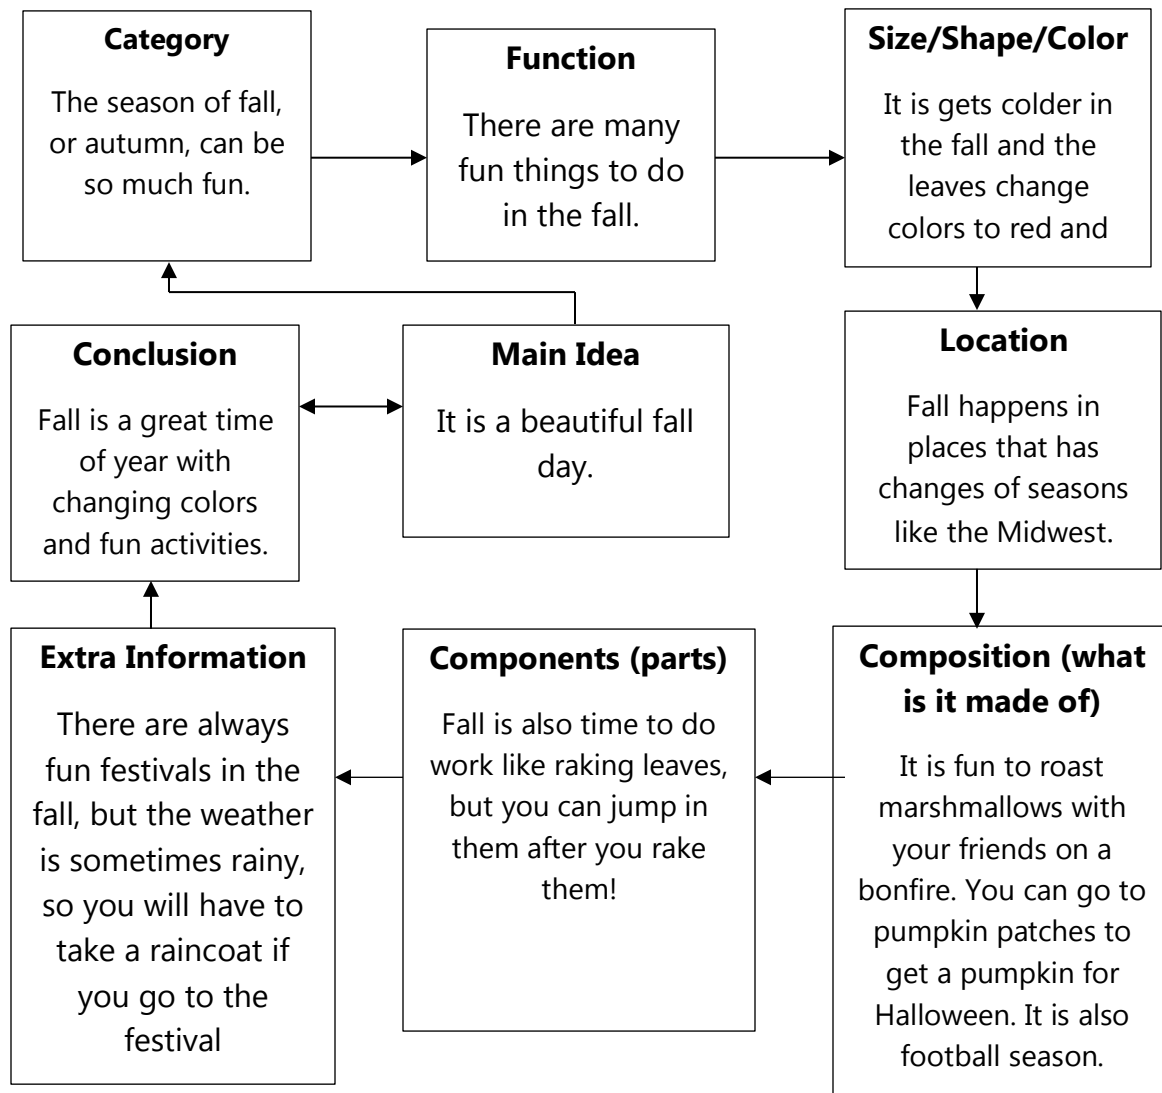 Category
The season of fall,
or autumn, can be
so much fun.
Function
There are many
fun things to do
in the fall.
Size/Shape/Color
It is gets colder in
the fall and the
leaves change
colors to red and
Conclusion
Fall is a great time
of year with
changing colors
and fun activities.
Main Idea
It is a beautiful fall
day.
Location
Fall happens in
places that has
changes of seasons
like the Midwest.
Extra Information
There are always
fun festivals in the
fall, but the weather
is sometimes rainy,
so you will have to
take a raincoat if
you go to the
festival
Components (parts)
Fall is also time to do
work like raking leaves,
but you can jump in
them after you rake
them!
Composition (what
is it made of)
It is fun to roast
marshmallows with
your friends on a
bonfire. You can go to
pumpkin patches to
get a pumpkin for
Halloween. It is also
football season.